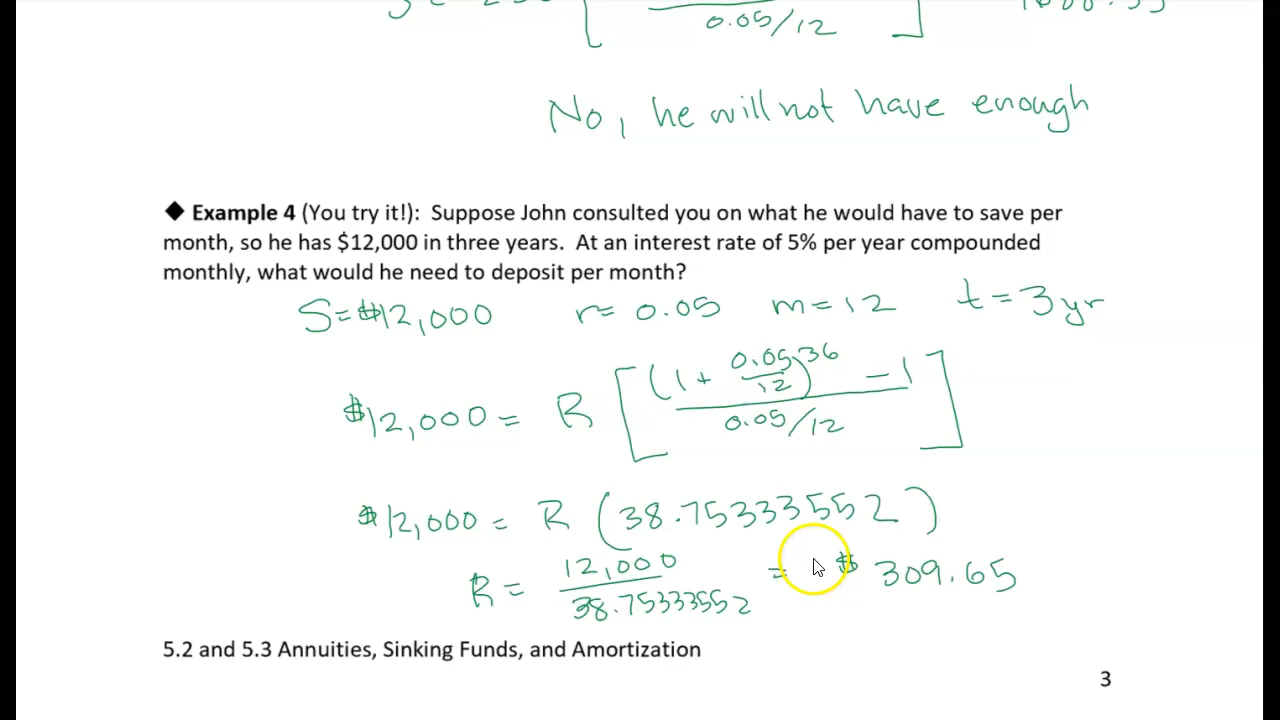 0.05/12
No, he will not have enough
◆ Example 4 (You try it!): Suppose John consulted you on what he would have to save per
month, so he has $12,000 in three years. At an interest rate of 5% per year compounded
monthly, what would he need to deposit per month?
S=$12,000 r=0.05 m=12 t=3yr
$12,000 = R [((1+0.05/12)^36 -1)/(0.05/12)]
$12,000 = R (38.75333552)
R = 12,000/38.75333552 = $309.65
5.2 and 5.3 Annuities, Sinking Funds, and Amortization
3